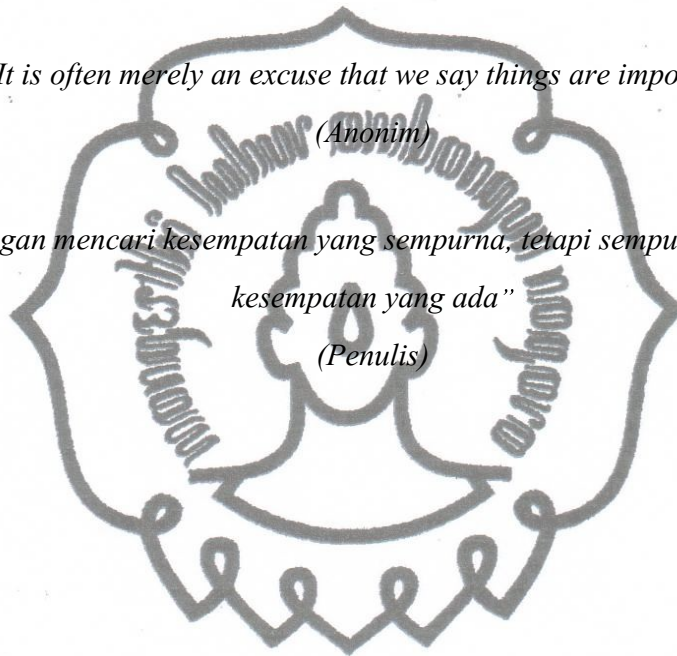 It is often merely an excuse that we say things are impo
(Anonim)
gan mencari kesempatan yang sempurna, tetapi sempu
kesempatan yang ada”
(Penulis)